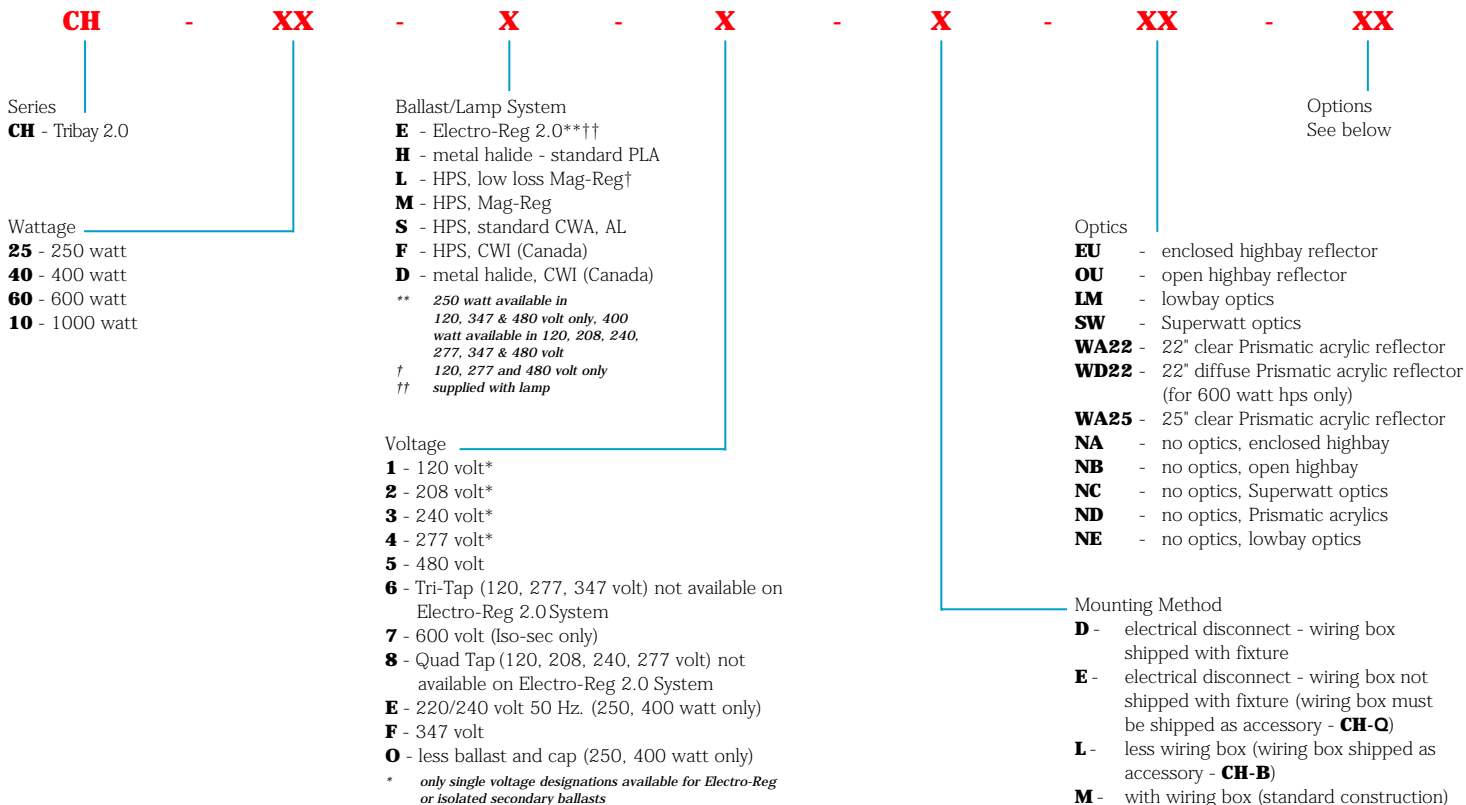 CH - XX - X - X - X - XX - XX
Series
CH - Tribay 2.0
Wattage
25 - 250 watt
40 - 400 watt
60 - 600 watt
10 - 1000 watt
Ballast/Lamp System
E - Electro-Reg 2.0**††
H - metal halide - standard PLA
L - HPS, low loss Mag-Reg†
M - HPS, Mag-Reg
S - HPS, standard CWA, AL
F - HPS, CWI (Canada)
D - metal halide, CWI (Canada)
** 250 watt available in
120, 347 & 480 volt only, 400
watt available in 120, 208, 240,
277, 347 & 480 volt
† 120, 277 and 480 volt only
†† supplied with lamp
Voltage
1 - 120 volt*
2 - 208 volt*
3 - 240 volt*
4 - 277 volt*
5 - 480 volt
6 - Tri-Tap (120, 277, 347 volt) not available on
Electro-Reg 2.0 System
7 - 600 volt (Iso-sec only)
8 - Quad Tap (120, 208, 240, 277 volt) not
available on Electro-Reg 2.0 System
E - 220/240 volt 50 Hz. (250, 400 watt only)
F - 347 volt
O - less ballast and cap (250, 400 watt only)
* only single voltage designations available for Electro-Reg
or isolated secondary ballasts
Options
See below
Optics
EU - enclosed highbay reflector
OU - open highbay reflector
LM - lowbay optics
SW - Superwatt optics
WA22 - 22" clear Prismatic acrylic reflector
WD22 - 22" diffuse Prismatic acrylic reflector
(for 600 watt hps only)
WA25 - 25" clear Prismatic acrylic reflector
NA - no optics, enclosed highbay
NB - no optics, open highbay
NC - no optics, Superwatt optics
ND - no optics, Prismatic acrylics
NE - no optics, lowbay optics
Mounting Method
D - electrical disconnect - wiring box
shipped with fixture
E - electrical disconnect - wiring box not
shipped with fixture (wiring box must
be shipped as accessory - CH-Q)
L - less wiring box (wiring box shipped as
accessory - CH-B)
M - with wiring box (standard construction)